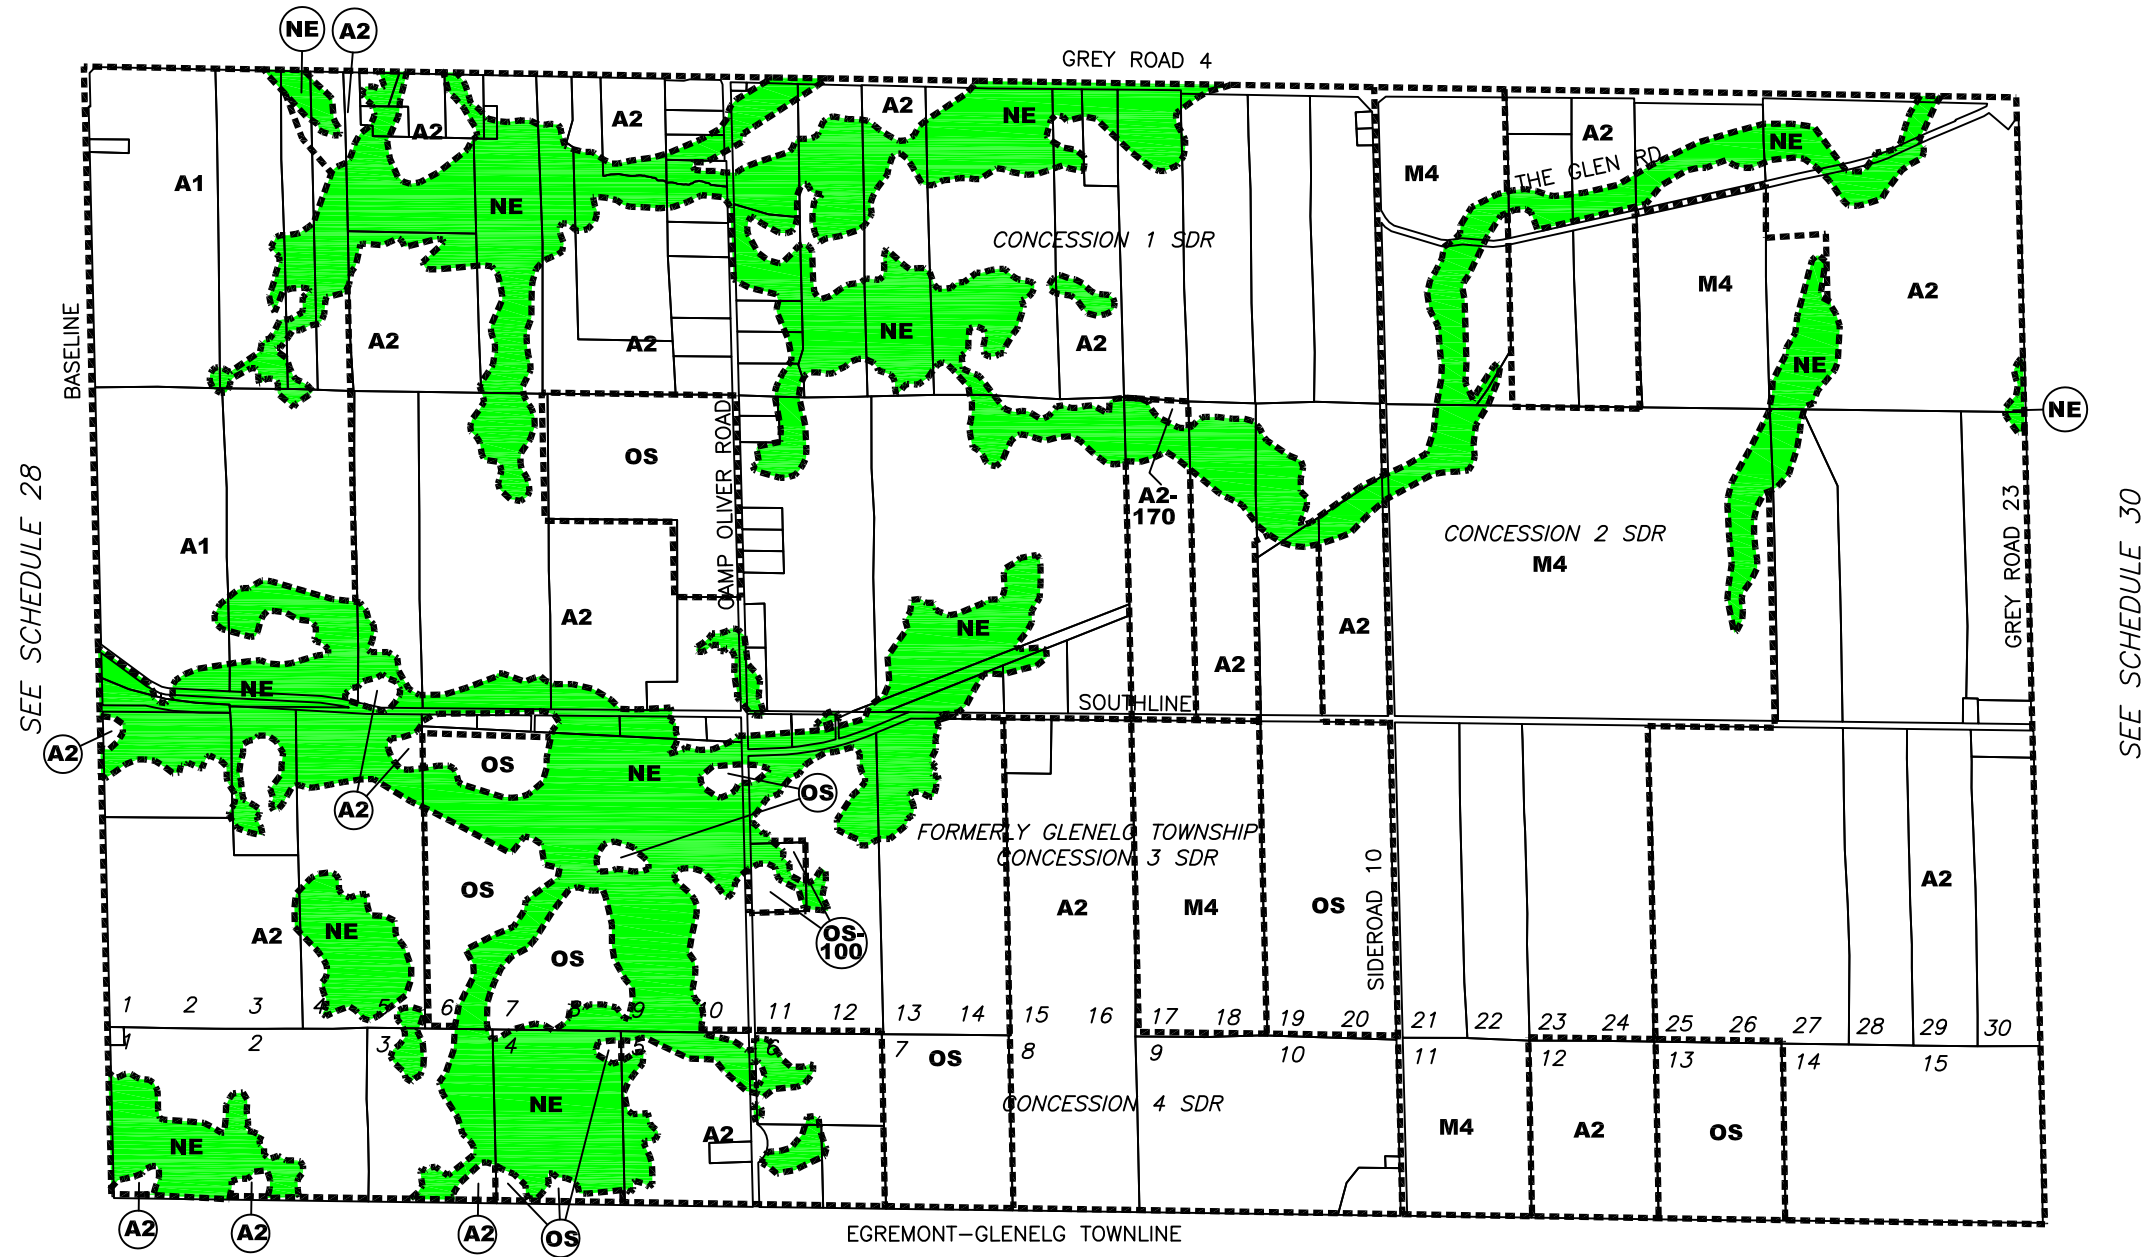 NE
A2
GREY ROAD 4
A2
A2
NE
A2
A2
NE
THE GLEN RD
M4
A1
NE
CONCESSION 1 SDR
M4
A2
BASELINE
A2
A2
NE
A2
NE
NE
SEE SCHEDULE 28
CAMP OLIVER ROAD
OS
A2-
170
A1
CONCESSION 2 SDR
M4
GREY ROAD 23
SEE SCHEDULE 30
A2
NE
A2
A2
NE
SOUTHLINE
A2
OS
NE
OS
A2
FORMERLY GLENELG TOWNSHIP
CONCESSION 3 SDR
SIDEROAD 10
OS
A2
A2
M4
OS
A2
NE
OS-
100
OS
1 2 3 4 5 6 7 8 9 10 11 12 13 14 15 16 17 18 19 20 21 22 23 24 25 26 27 28 29 30
1 2 3 4 5 6 7 8 9 10 11 12 13 14 15
OS
NE
CONCESSION 4 SDR
A2
M4
A2
OS
NE
A2
A2
A2
OS
EGREMONT-GLENELG TOWNLINE